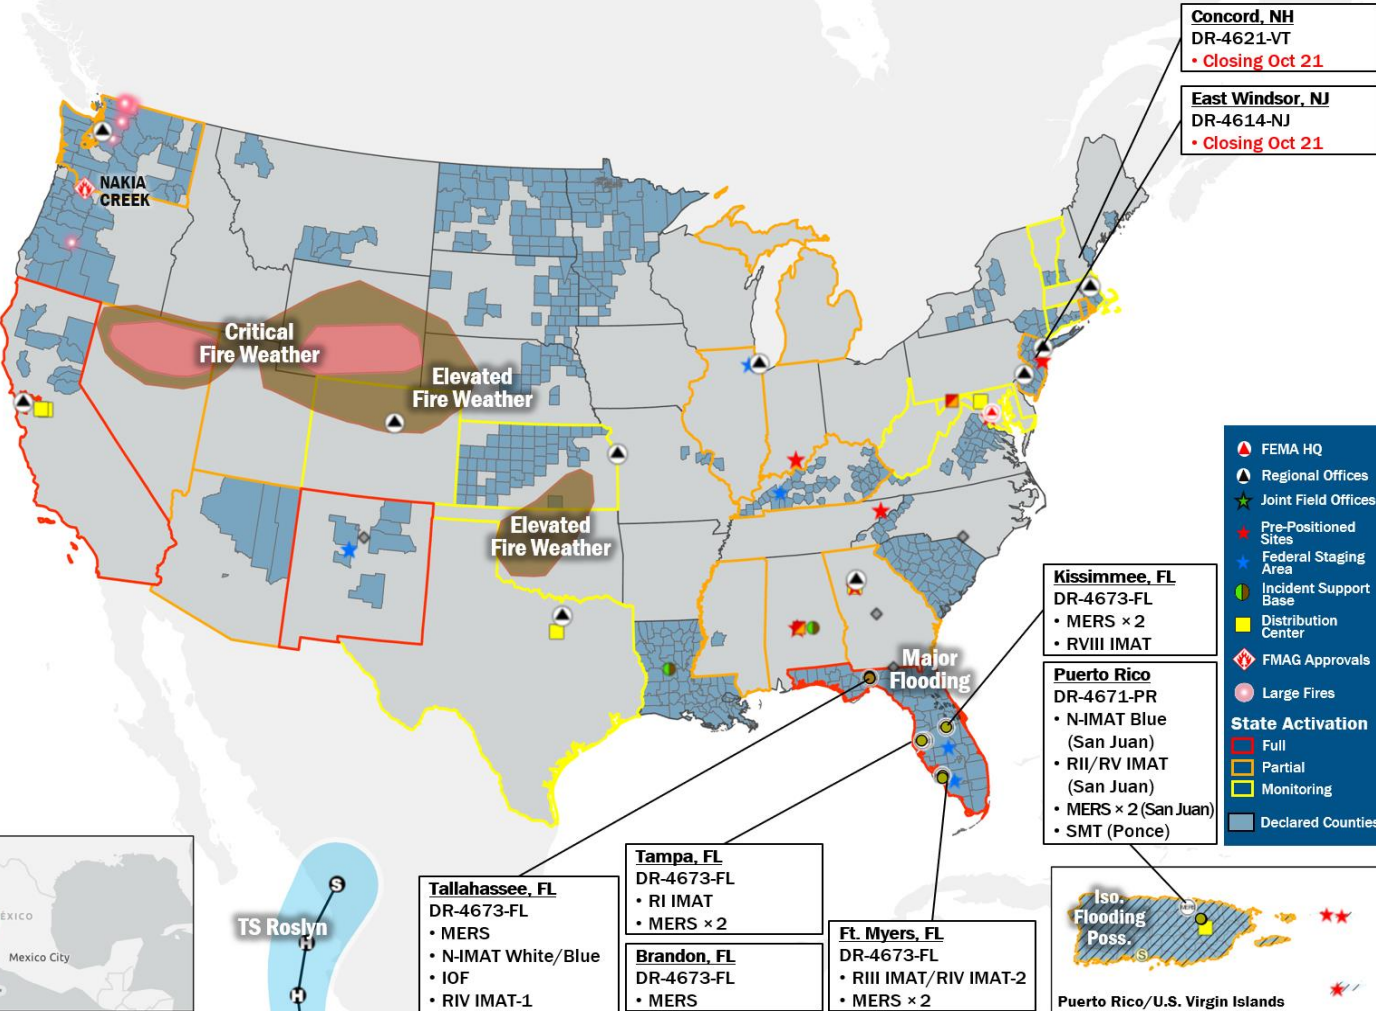 Concord, NH
DR-4621-VT
• Closing Oct 21
East Windsor, NJ
DR-4614-NJ
• Closing Oct 21
NAKIA
CREEK
Critical
Fire Weather
Elevated
Fire Weather
Elevated
Fire Weather
Major
Flooding
FEMA HQ
Regional Offices
Joint Field Offices
Pre-Positioned
Sites
Federal Staging
Area
Incident Support
Base
Distribution
Center
FMAG Approvals
Large Fires
State Activation
Full
Partial
Monitoring
Declared Counties
Kissimmee, FL
DR-4673-FL
• MERS × 2
• RVIII IMAT
Puerto Rico
DR-4671-PR
• N-IMAT Blue
(San Juan)
• RII/RV IMAT
(San Juan)
• MERS × 2 (San Juan)
• SMT (Ponce)
Tallahassee, FL
DR-4673-FL
• MERS
• N-IMAT White/Blue
• IOF
• RIV IMAT-1
Tampa, FL
DR-4673-FL
• RI IMAT
• MERS × 2
Brandon, FL
DR-4673-FL
• MERS
Ft. Myers, FL
DR-4673-FL
• RIII IMAT/RIV IMAT-2
• MERS × 2
Iso.
Flooding
Poss.
MERS
S
Puerto Rico/U.S. Virgin Islands
ÉXICO
Mexico City
TS Roslyn
S
H
H